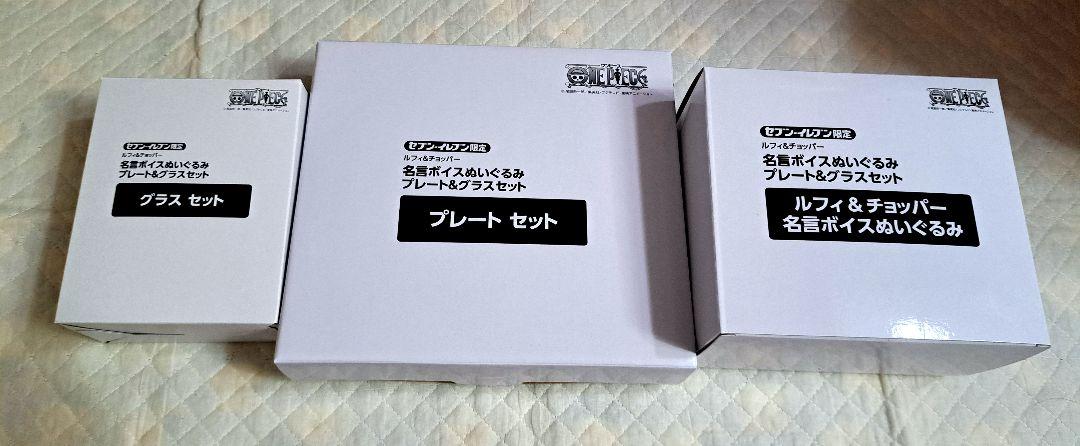 ONE PIECE
セブン-イレブン限定
ルフィ&チョッパー
名言ボイスぬいぐるみ
プレート&グラスセット
グラス セット
ONE PIECE
セブン-イレブン限定
ルフィ&チョッパー
名言ボイスぬいぐるみ
プレート&グラスセット
プレート セット
ONE PIECE
セブン-イレブン限定
ルフィ&チョッパー
名言ボイスぬいぐるみ
プレート&グラスセット
ルフィ&チョッパー
名言ボイスぬいぐるみ